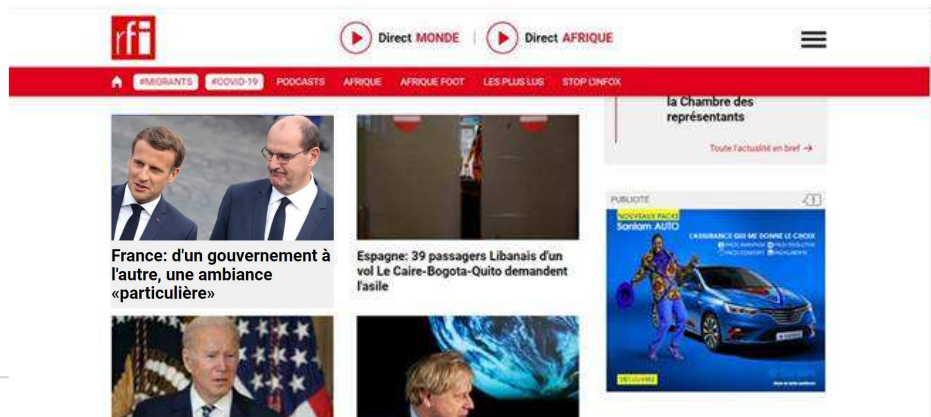 rfi
Direct MONDE | Direct AFRIQUE
#MIGRANTS #COVID-19 PODCASTS AFRIQUE AFRIQUE FOOT LES PLUS LUS STOP L'INFOX
la Chambre des
représentants
Toute l'actualité en bref →
France: d'un gouvernement à
l'autre, une ambiance
«particulière»
Espagne: 39 passagers Libanais d'un
vol Le Caire-Bogota-Quito demandent
l'asile
PUBLICITÉ
NOUVEAUX PACKS
Sanlam AUTO
L'ASSURANCE QUI ME DONNE LE CHOIX
DÉCOUVREZ